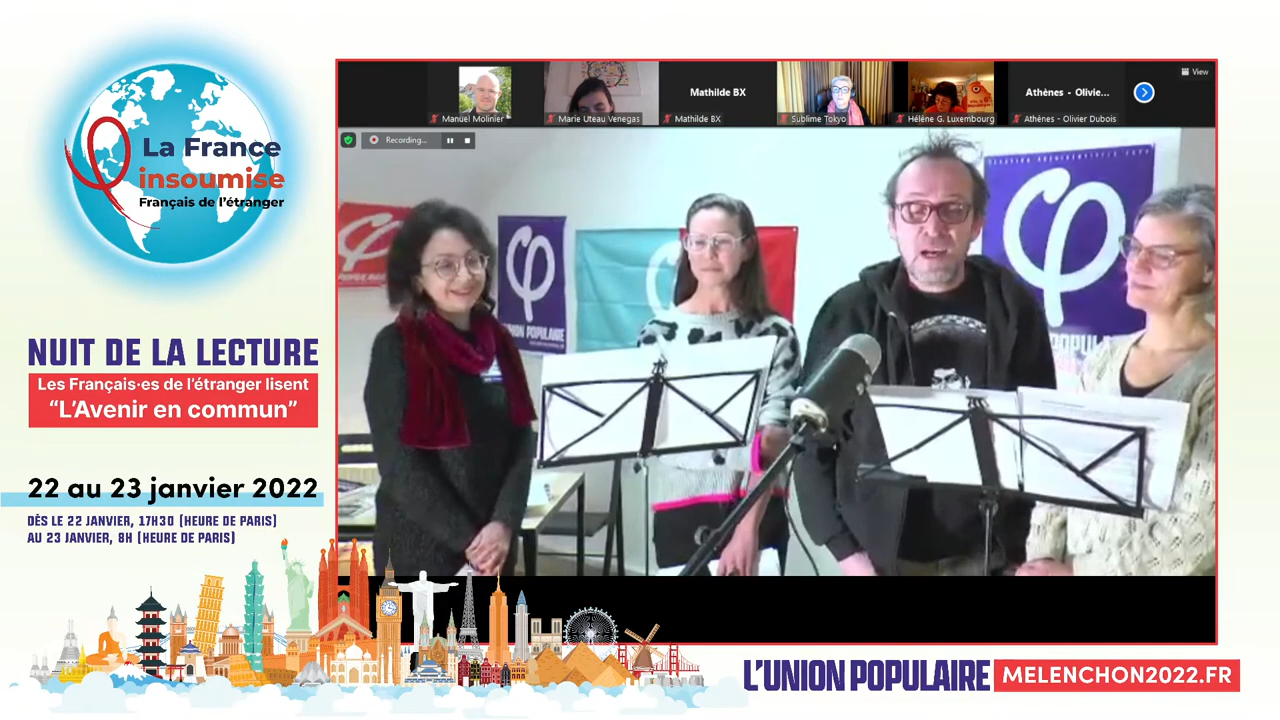 La France
insoumise
Français de l'étranger
NUIT DE LA LECTURE
Les Français·es de l'étranger lisent
“L’Avenir en commun”
22 au 23 janvier 2022
DÈS LE 22 JANVIER, 17H30 (HEURE DE PARIS)
AU 23 JANVIER, 8H (HEURE DE PARIS)
Manuel Molinier
Marie Uteau Venegas
Mathilde BX
Mathilde BX
Sublime Tokyo
Hélène G. Luxembourg
Athènes - Olivie...
Athènes - Olivier Dubois
View
Recording...
UNION POPULAIRE
L'UNION POPULAIRE
MELENCHON2022.FR